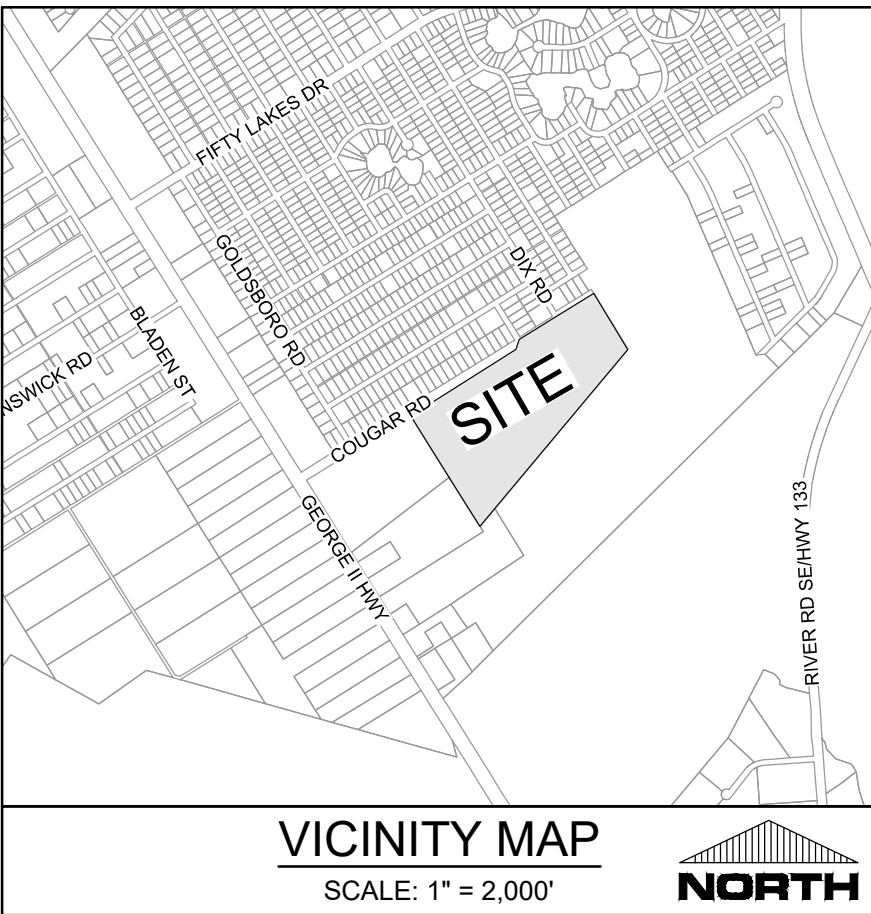 FIFTY LAKES DR
GOLDSBORO RD
DIX RD
BLADEN ST
NSWICK RD
COUGAR RD
SITE
GEORGE II HWY
RIVER RD SE/HWY 133
VICINITY MAP
SCALE: 1" = 2,000'
NORTH